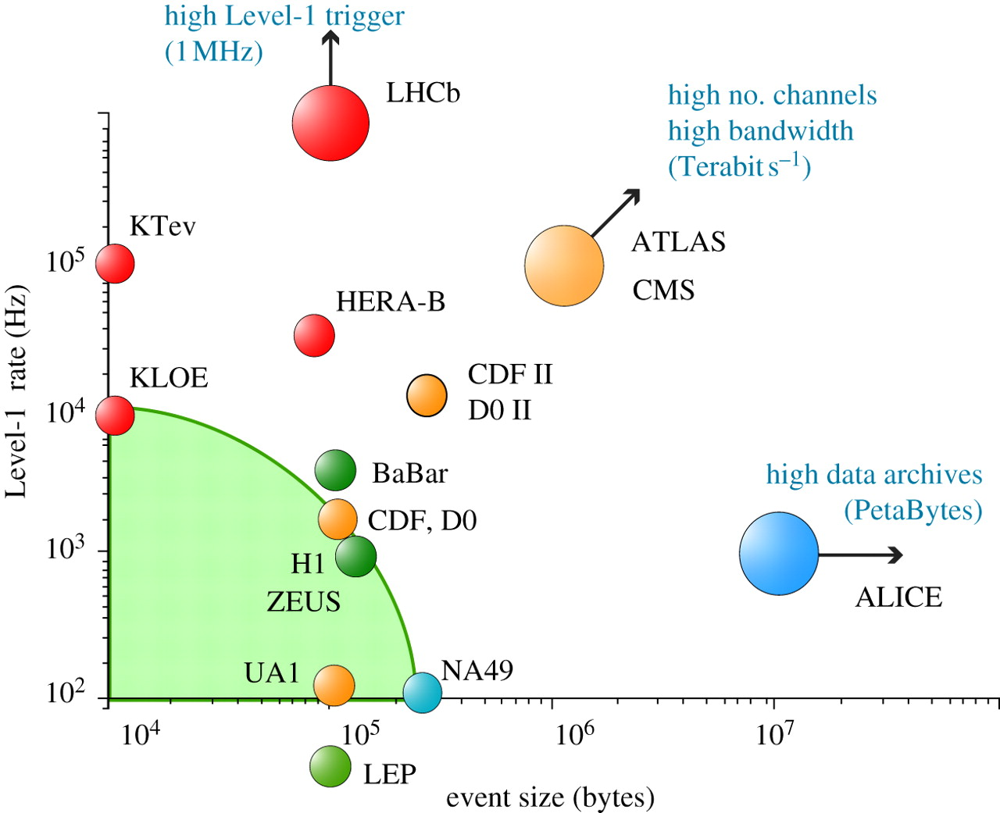 high Level-1 trigger
(1 MHz)
LHCb
high no. channels
high bandwidth
(Terabit s⁻¹)
KTev
10⁵
ATLAS
CMS
HERA-B
KLOE
CDF II
D0 II
10⁴
Level-1 rate (Hz)
BaBar
high data archives
(PetaBytes)
CDF, D0
10³
H1
ZEUS
ALICE
UA1
NA49
10²
10⁴ 10⁵ 10⁶ 10⁷
LEP
event size (bytes)